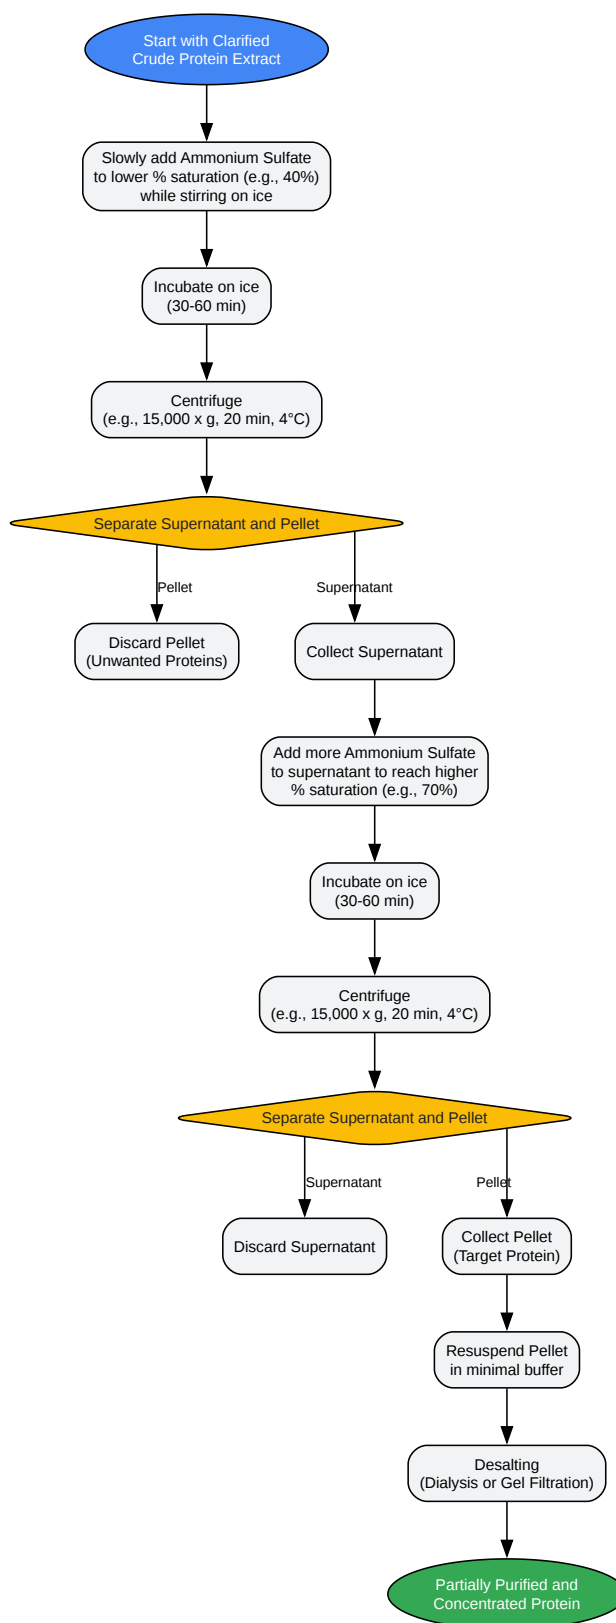 Start with Clarified
Crude Protein Extract
Slowly add Ammonium Sulfate
to lower % saturation (e.g., 40%)
while stirring on ice
Incubate on ice
(30-60 min)
Centrifuge
(e.g., 15,000 x g, 20 min, 4°C)
Separate Supernatant and Pellet
Pellet
Supernatant
Discard Pellet
(Unwanted Proteins)
Collect Supernatant
Add more Ammonium Sulfate
to supernatant to reach higher
% saturation (e.g., 70%)
Incubate on ice
(30-60 min)
Centrifuge
(e.g., 15,000 x g, 20 min, 4°C)
Separate Supernatant and Pellet
Supernatant
Pellet
Discard Supernatant
Collect Pellet
(Target Protein)
Resuspend Pellet
in minimal buffer
Desalting
(Dialysis or Gel Filtration)
Partially Purified and
Concentrated Protein